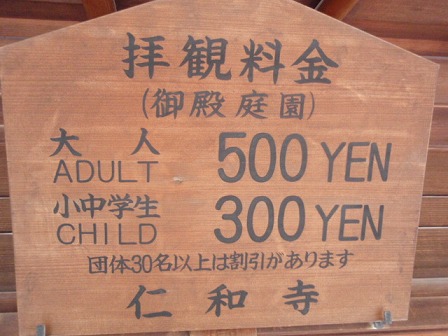 拝観料金
(御殿庭園)
大人 500 YEN
ADULT
小中学生 300 YEN
CHILD
団体30名以上は割引があります
仁和寺